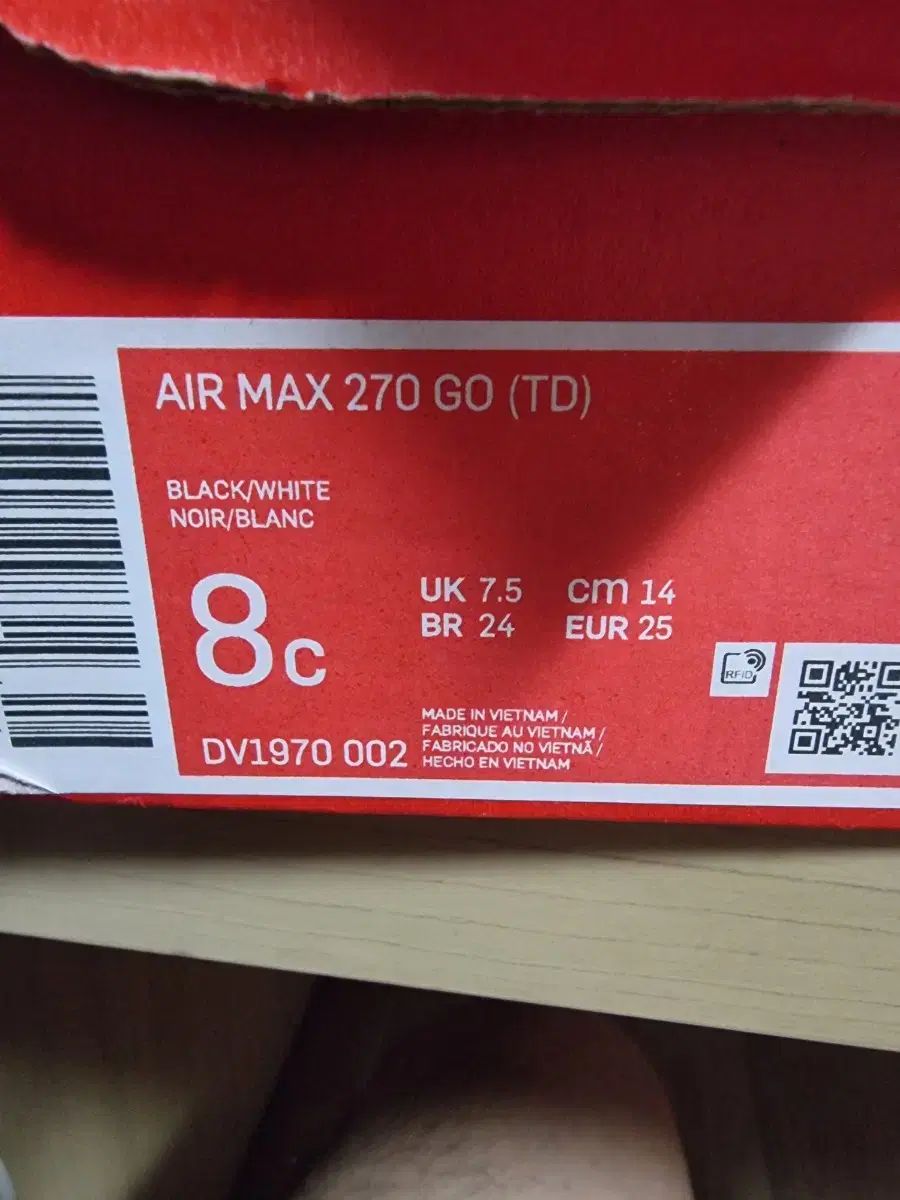 AIR MAX 270 GO (TD)
BLACK/WHITE
NOIR/BLANC
8C
UK 7.5 cm 14
BR 24 EUR 25
RFID
DV1970 002
MADE IN VIETNAM /
FABRIQUE AU VIETNAM /
FABRICADO NO VIETNÃ /
HECHO EN VIETNAM